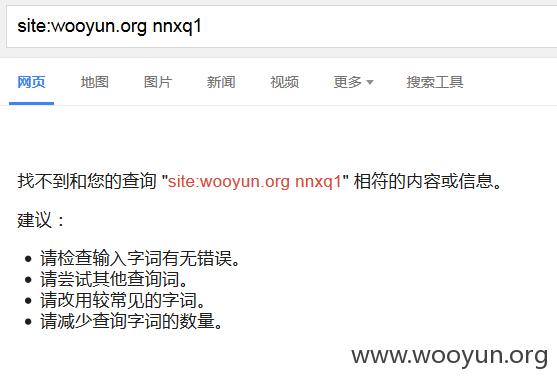 site:wooyun.org nnxq1
网页 地图 图片 新闻 视频 更多 搜索工具
找不到和您的查询 "site:wooyun.org nnxq1" 相符的内容或信息。
建议：
请检查输入字词有无错误。
请尝试其他查询词。
请改用较常见的字词。
请减少查询字词的数量。
www.wooyun.org